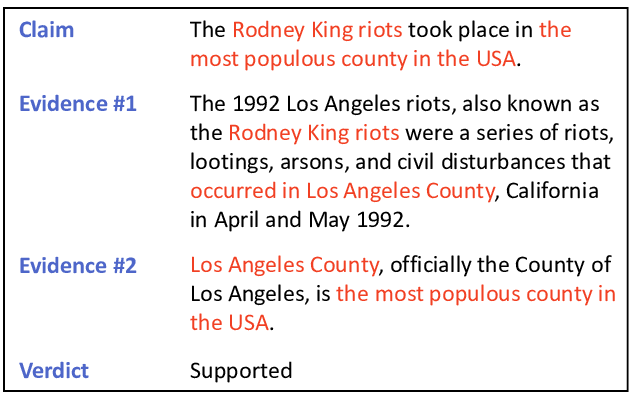 Claim The Rodney King riots took place in the
most populous county in the USA.
Evidence #1 The 1992 Los Angeles riots, also known as
the Rodney King riots were a series of riots,
lootings, arsons, and civil disturbances that
occurred in Los Angeles County, California
in April and May 1992.
Evidence #2 Los Angeles County, officially the County of
Los Angeles, is the most populous county in
the USA.
Verdict Supported